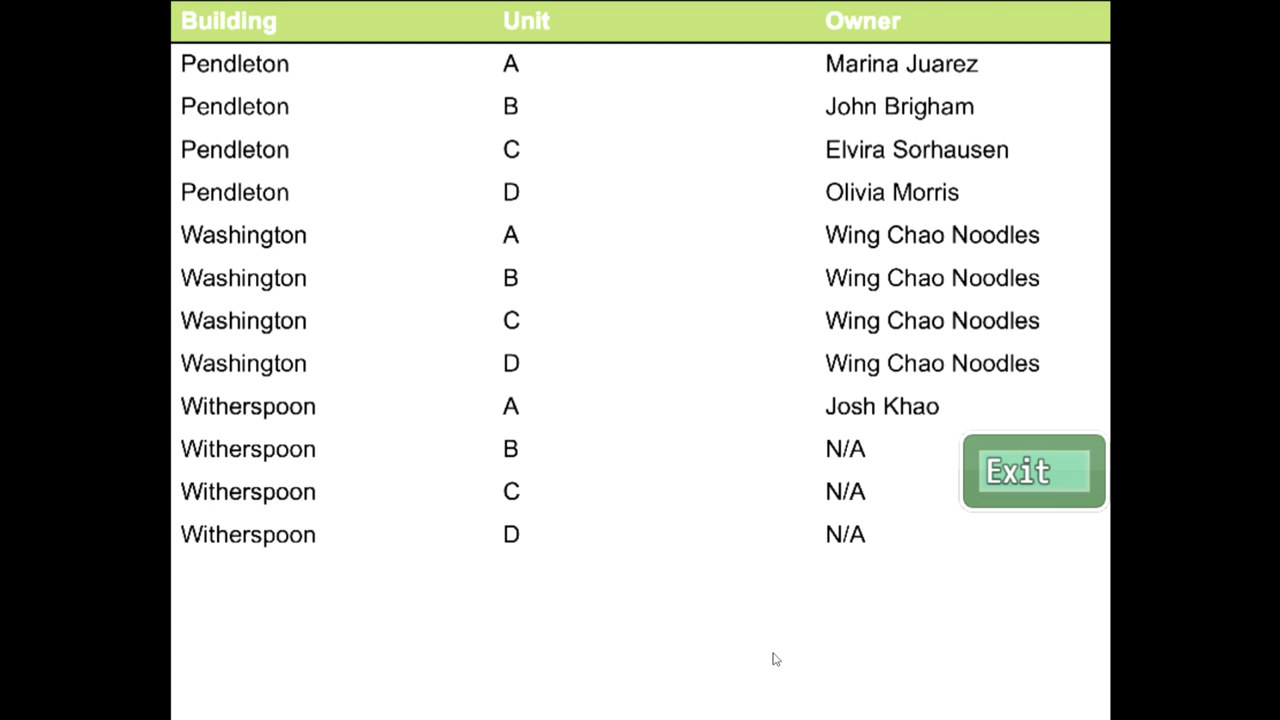 Building Unit Owner
Pendleton A Marina Juarez
Pendleton B John Brigham
Pendleton C Elvira Sorhausen
Pendleton D Olivia Morris
Washington A Wing Chao Noodles
Washington B Wing Chao Noodles
Washington C Wing Chao Noodles
Washington D Wing Chao Noodles
Witherspoon A Josh Khao
Witherspoon B N/A
Exit
Witherspoon C N/A
Witherspoon D N/A